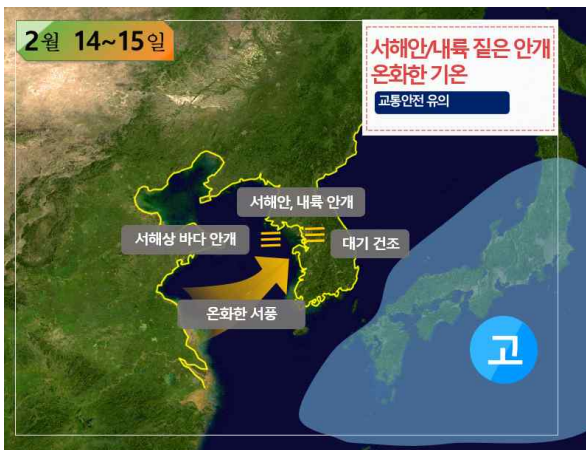 2월 14~15일
서해안/내륙 짙은 안개
온화한 기온
교통안전 유의
서해안, 내륙 안개
서해상 바다 안개
대기 건조
온화한 서풍
고